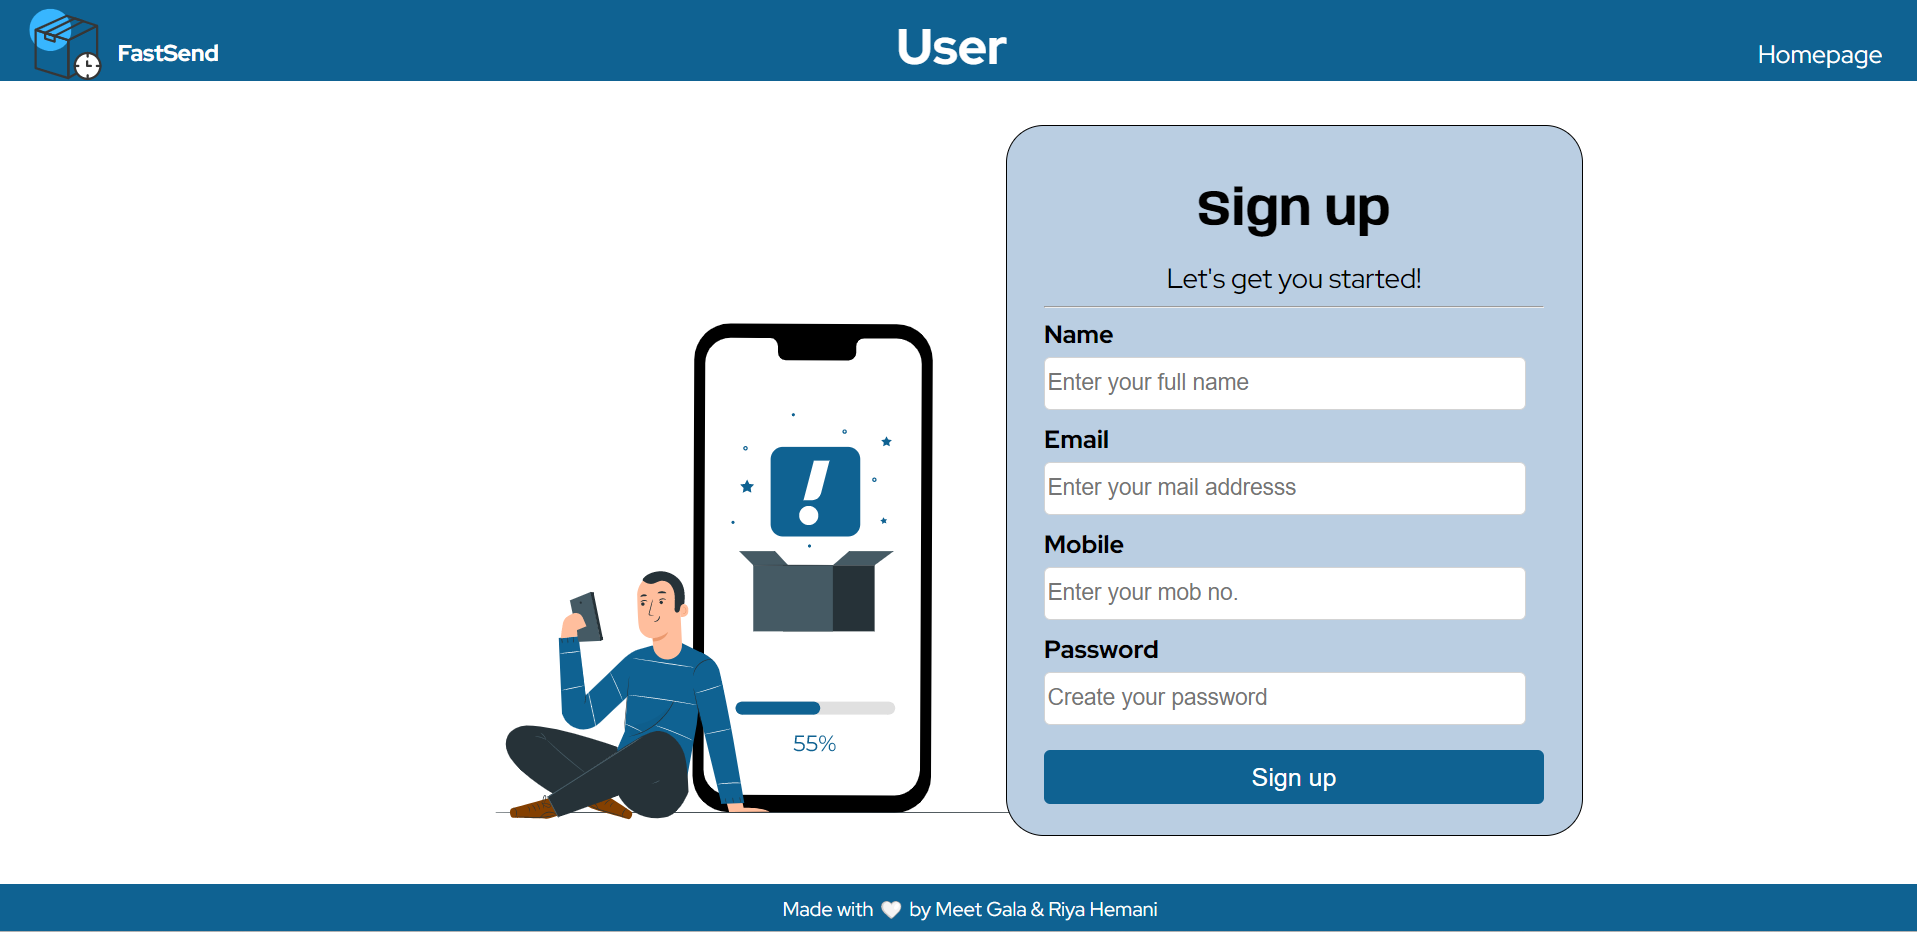 FastSend
User
Homepage
Sign up
Let's get you started!
Name
Enter your full name
Email
Enter your mail addresss
Mobile
Enter your mob no.
Password
Create your password
Sign up
!
55%
Made with 🤍 by Meet Gala & Riya Hemani